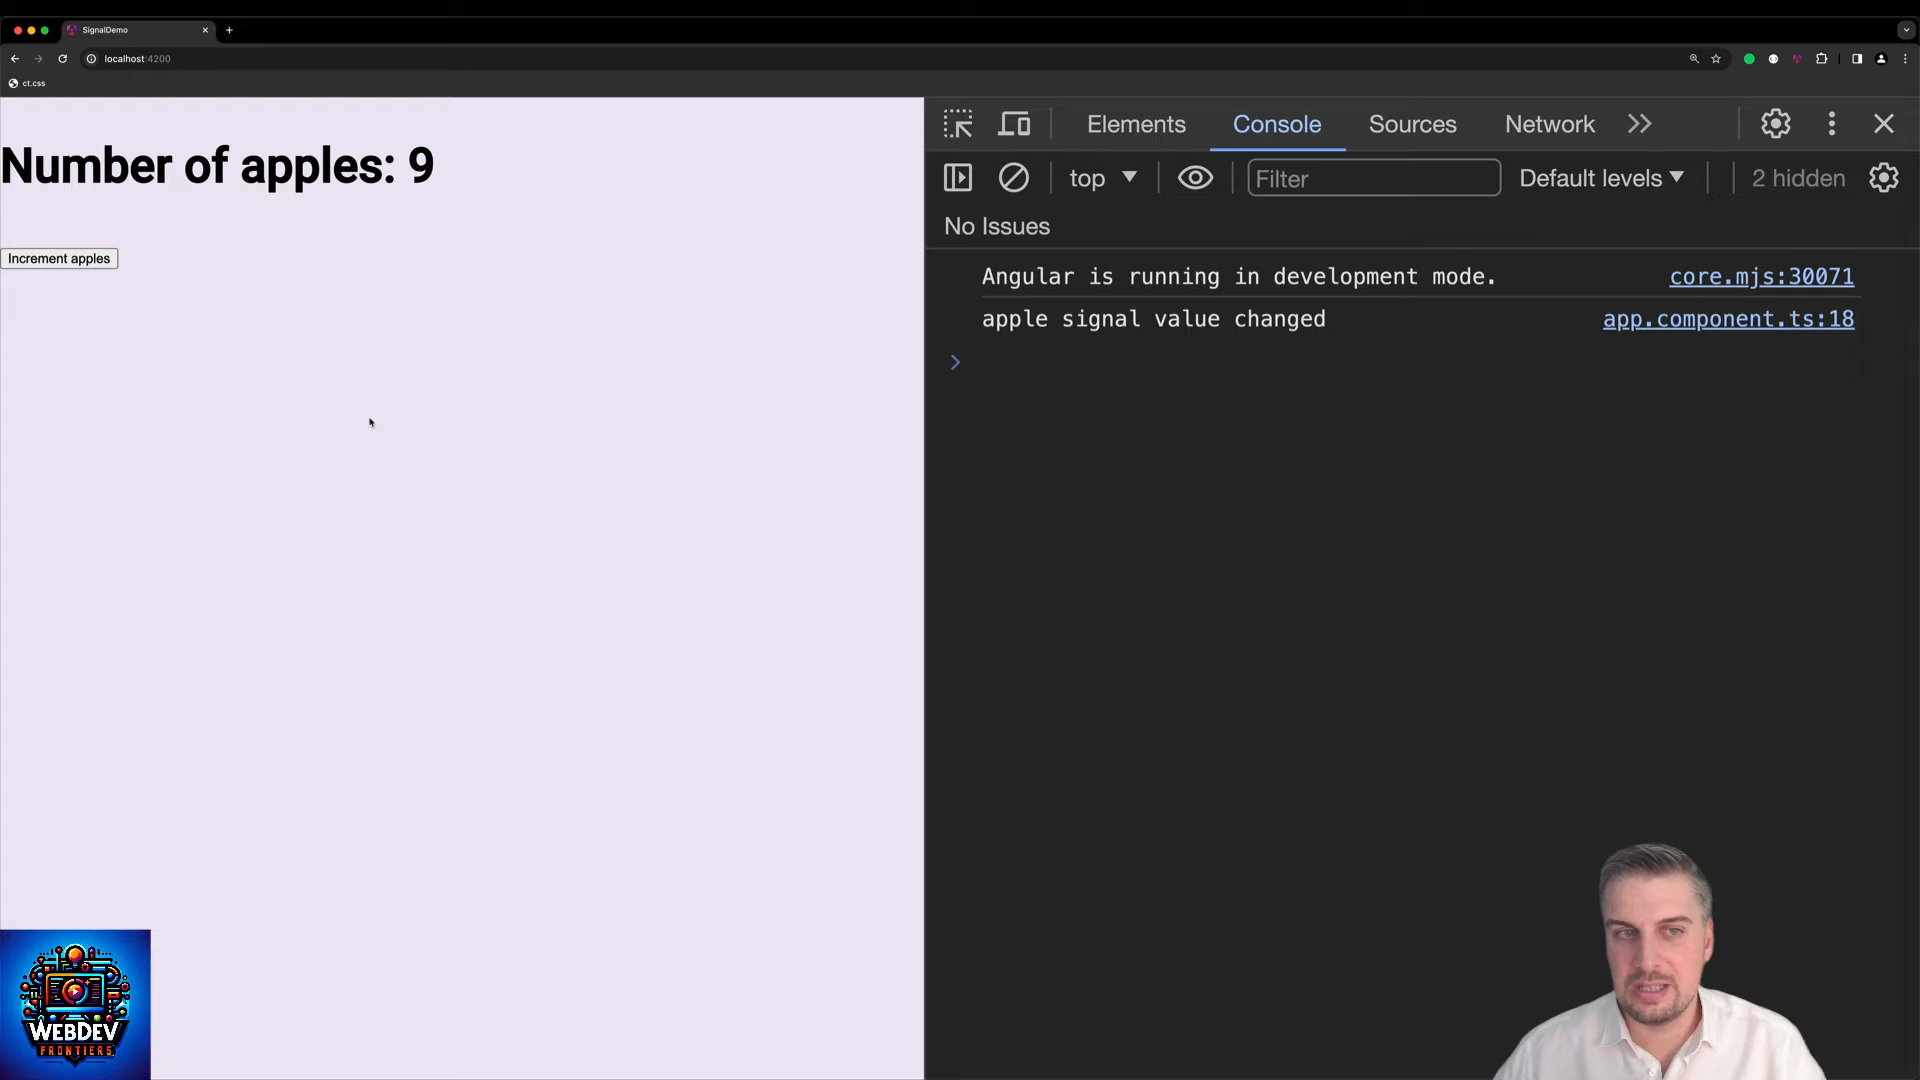 SignalDemo
localhost:4200
ct.css
Number of apples: 9
Increment apples
Elements
Console
Sources
Network
top
Filter
Default levels
2 hidden
No Issues
Angular is running in development mode.
core.mjs:30071
apple signal value changed
app.component.ts:18
WEBDEV
FRONTIERS